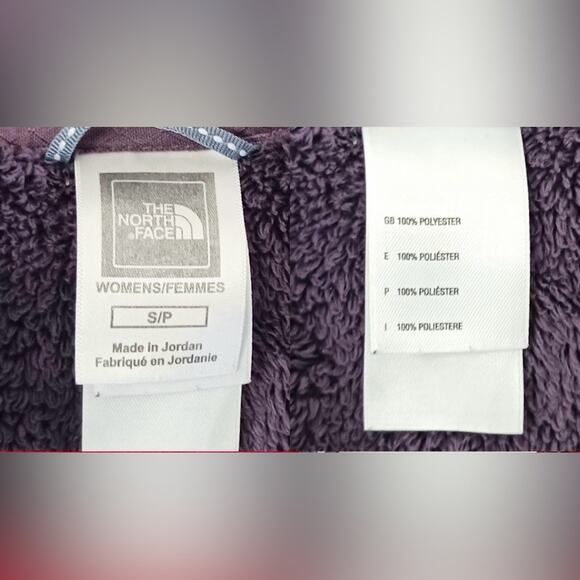 THE
NORTH
FACE
WOMENS/FEMMES
S/P
Made in Jordan
Fabriqué en Jordanie
GB 100% POLYESTER
E 100% POLIÉSTER
P 100% POLIÉSTER
I 100% POLIESTERE